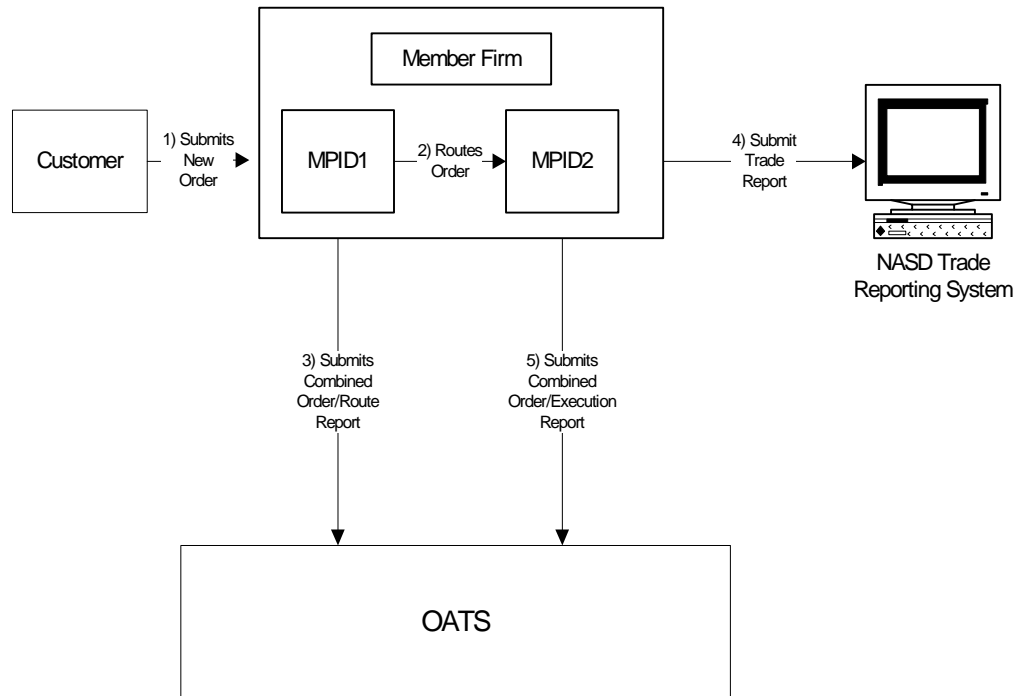 Member Firm
Customer
1) Submits
New
Order
MPID1
2) Routes
Order
MPID2
4) Submit
Trade
Report
NASD Trade
Reporting System
3) Submits
Combined
Order/Route
Report
5) Submits
Combined
Order/Execution
Report
OATS